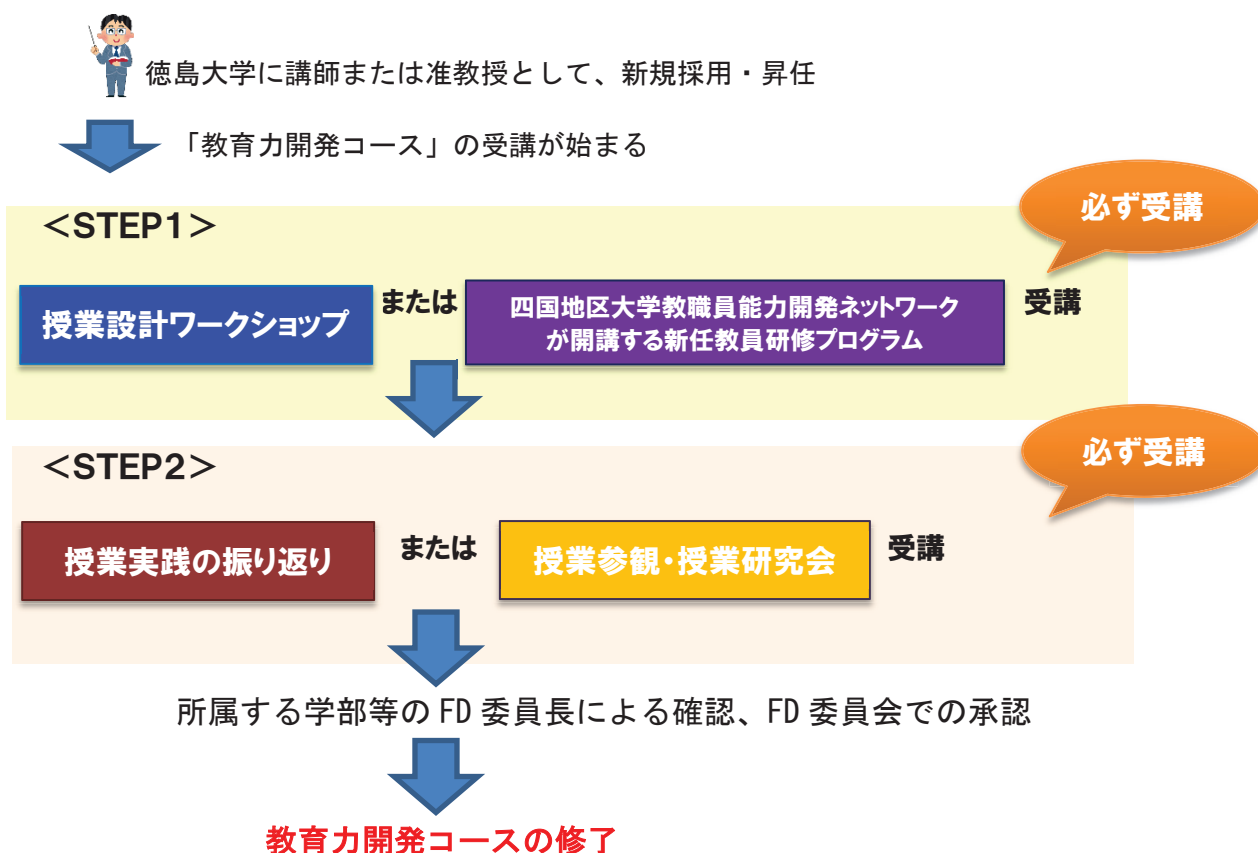 徳島大学に講師または准教授として、新規採用・昇任
「教育力開発コース」の受講が始まる
必ず受講
<STEP1>
授業設計ワークショップ
または
四国地区大学教職員能力開発ネットワーク
が開講する新任教員研修プログラム
受講
必ず受講
<STEP2>
授業実践の振り返り
または
授業参観・授業研究会
受講
所属する学部等の FD 委員長による確認、FD 委員会での承認
教育力開発コースの修了